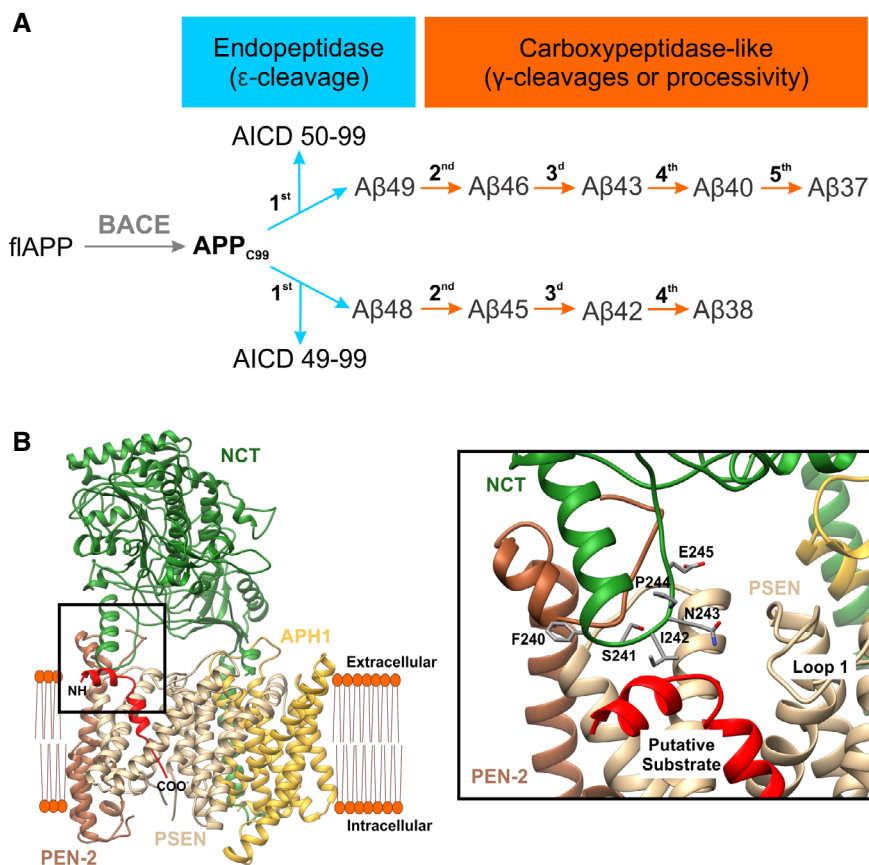 A
Endopeptidase
(ε-cleavage)
Carboxypeptidase-like
(γ-cleavages or processivity)
AICD 50-99
1st
Aβ49 2nd Aβ46 3d Aβ43 4th Aβ40 5th Aβ37
flAPP BACE APPC99
1st
Aβ48 2nd Aβ45 3d Aβ42 4th Aβ38
AICD 49-99
B
NCT
APH1
NH
Extracellular
COO-
Intracellular
PSEN
PEN-2
NCT
E245
P244
PSEN
N243
F240
I242
S241
Loop 1
Putative
Substrate
PEN-2